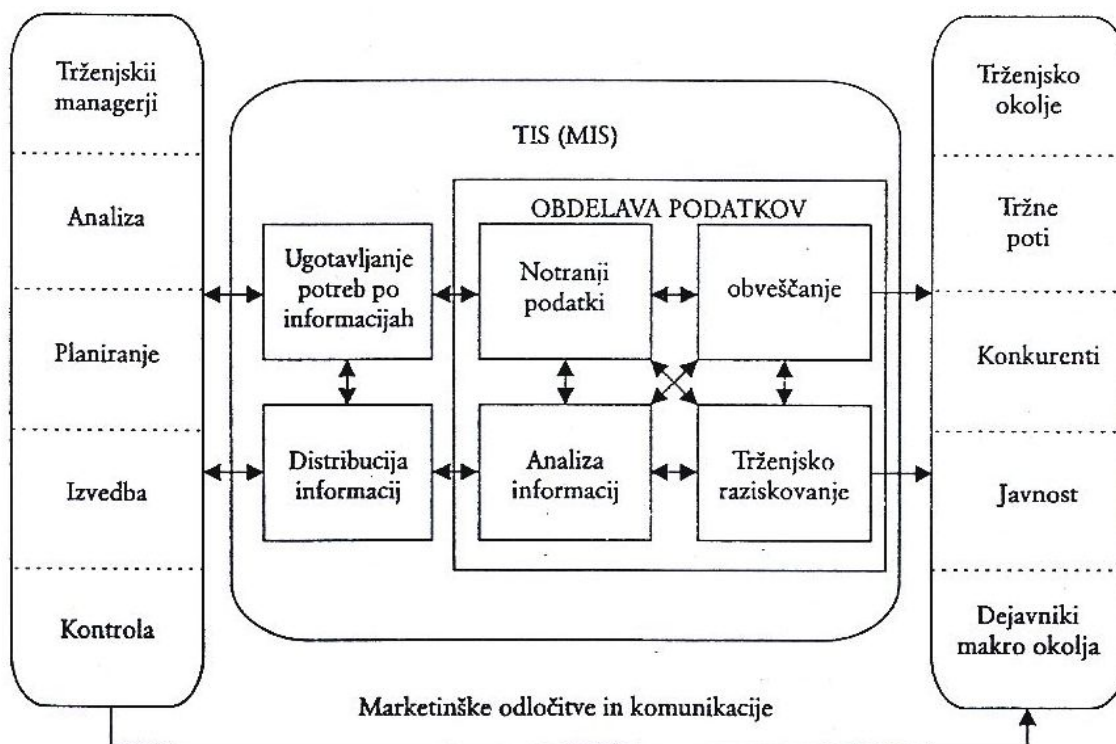 Trženjskii
managerji
Analiza
Planiranje
Izvedba
Kontrola
TIS (MIS)
OBDELAVA PODATKOV
Ugotavljanje
potreb po
informacijah
Notranji
podatki
obveščanje
Distribucija
informacij
Analiza
informacij
Trženjsko
raziskovanje
Trženjsko
okolje
Tržne
poti
Konkurenti
Javnost
Dejavniki
makro okolja
Marketinške odločitve in komunikacije